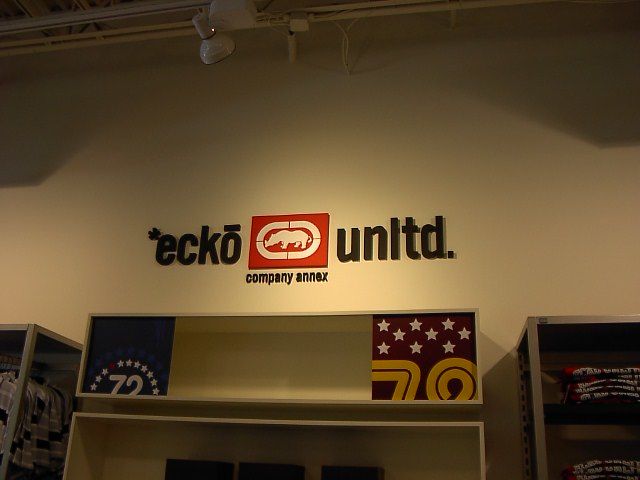 *eckō unltd.
company annex
72
72